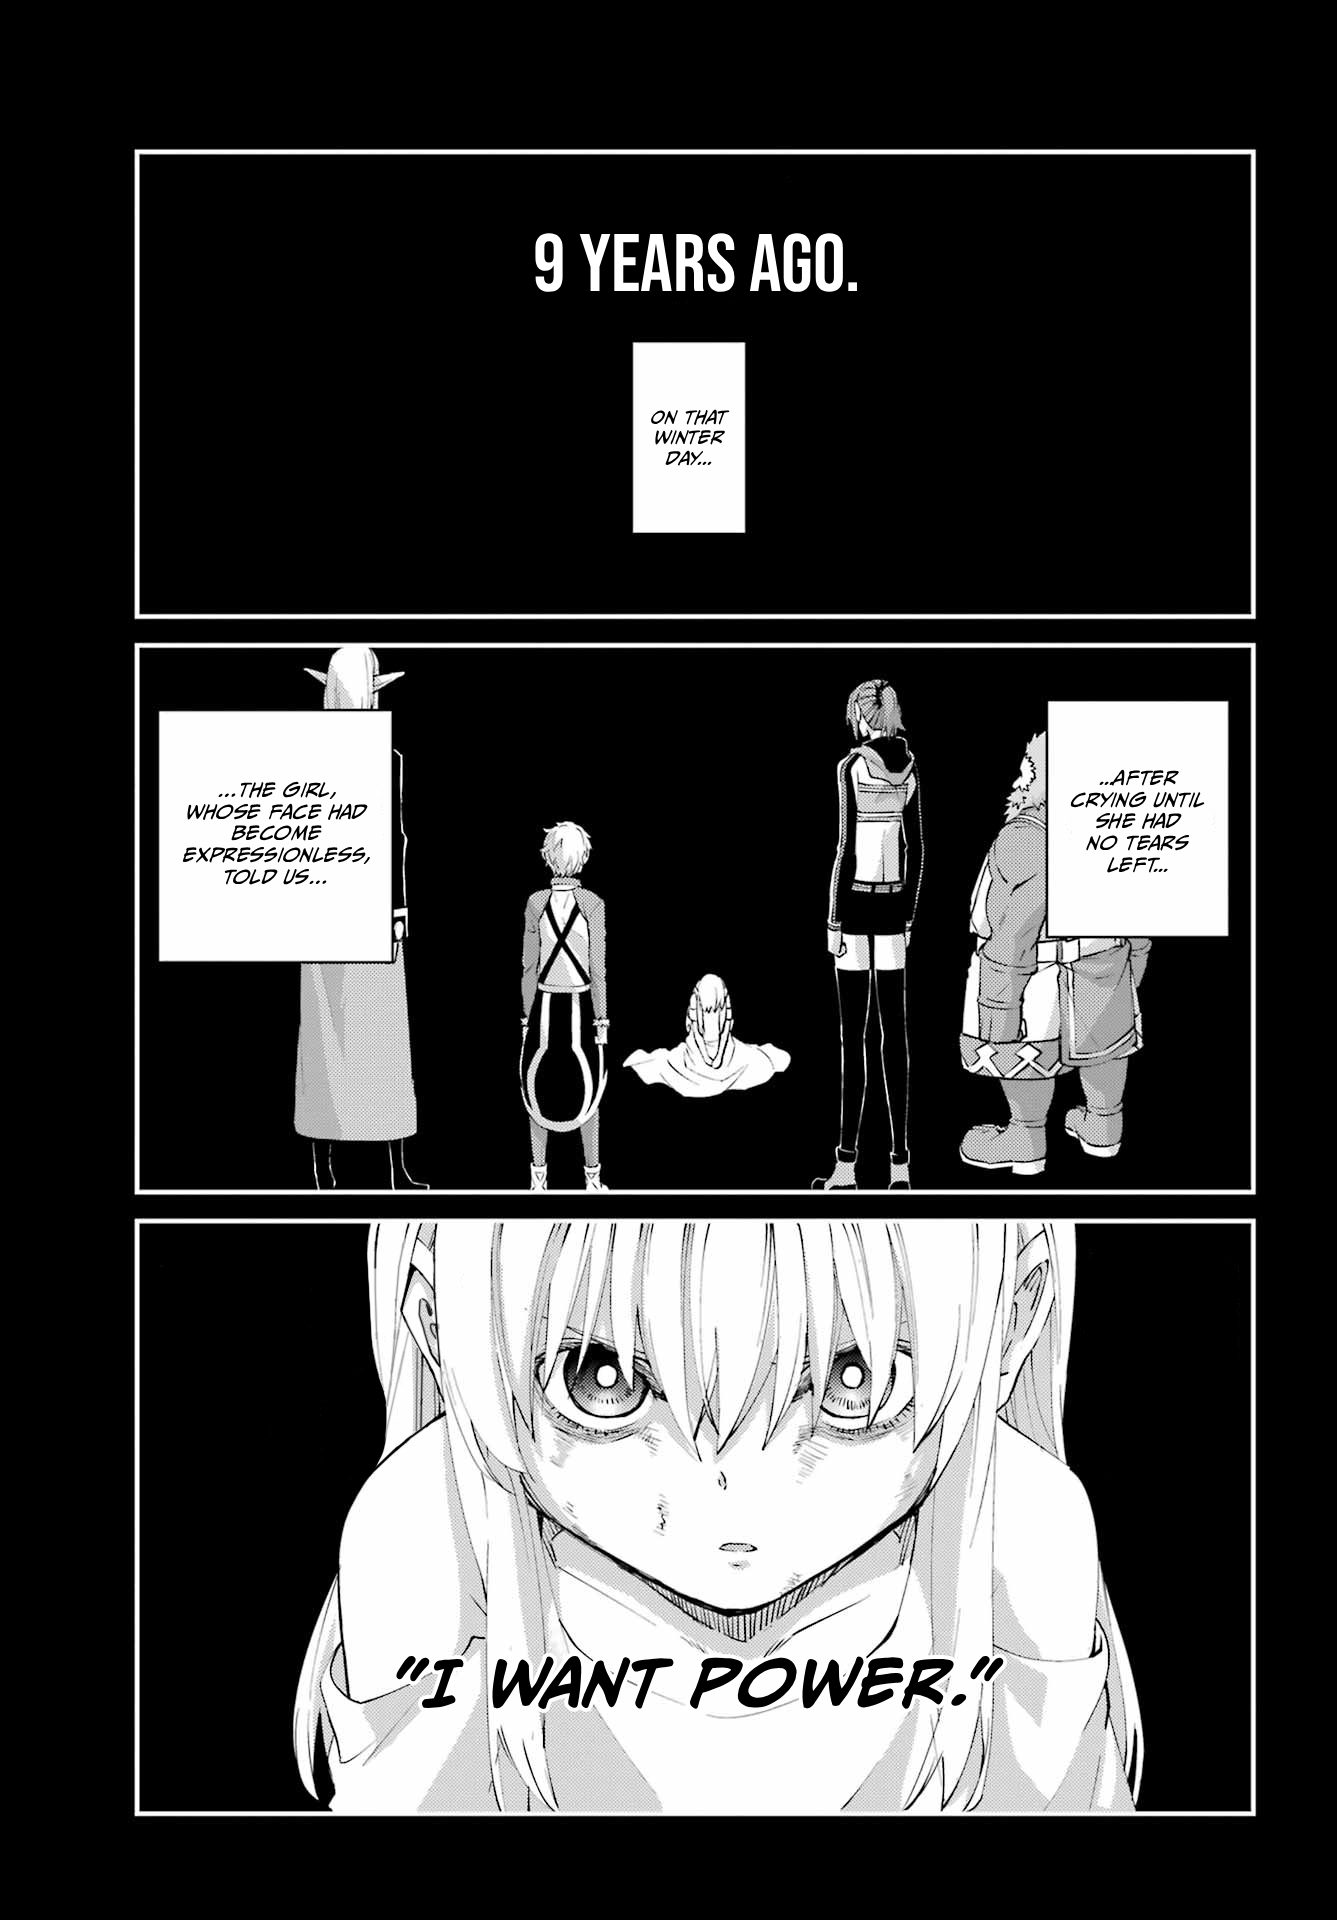 9 YEARS AGO.
ON THAT
WINTER
DAY...
...AFTER
CRYING UNTIL
SHE HAD
NO TEARS
LEFT...
...THE GIRL,
WHOSE FACE HAD
BECOME
EXPRESSIONLESS,
TOLD US...
"I WANT POWER."